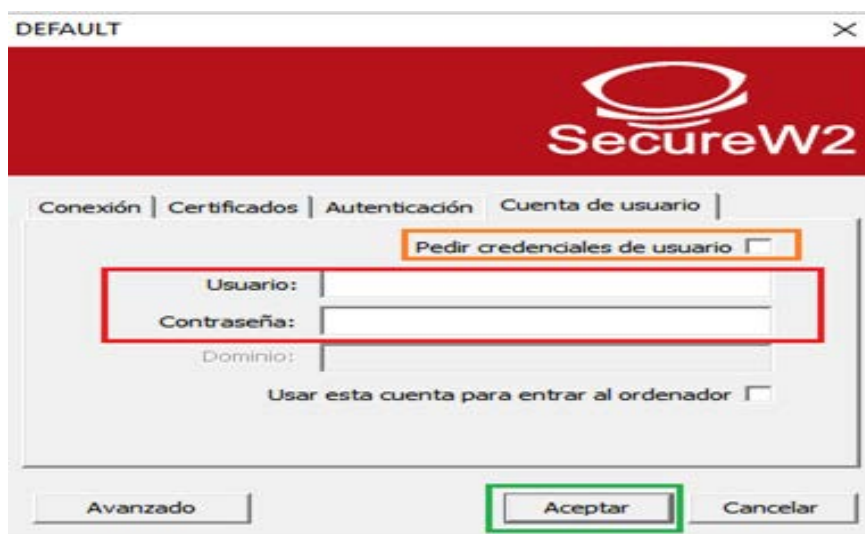 DEFAULT
SecureW2
Conexión Certificados Autenticación Cuenta de usuario
Pedir credenciales de usuario
Usuario:
Contraseña:
Dominio:
Usar esta cuenta para entrar al ordenador
Avanzado Aceptar Cancelar